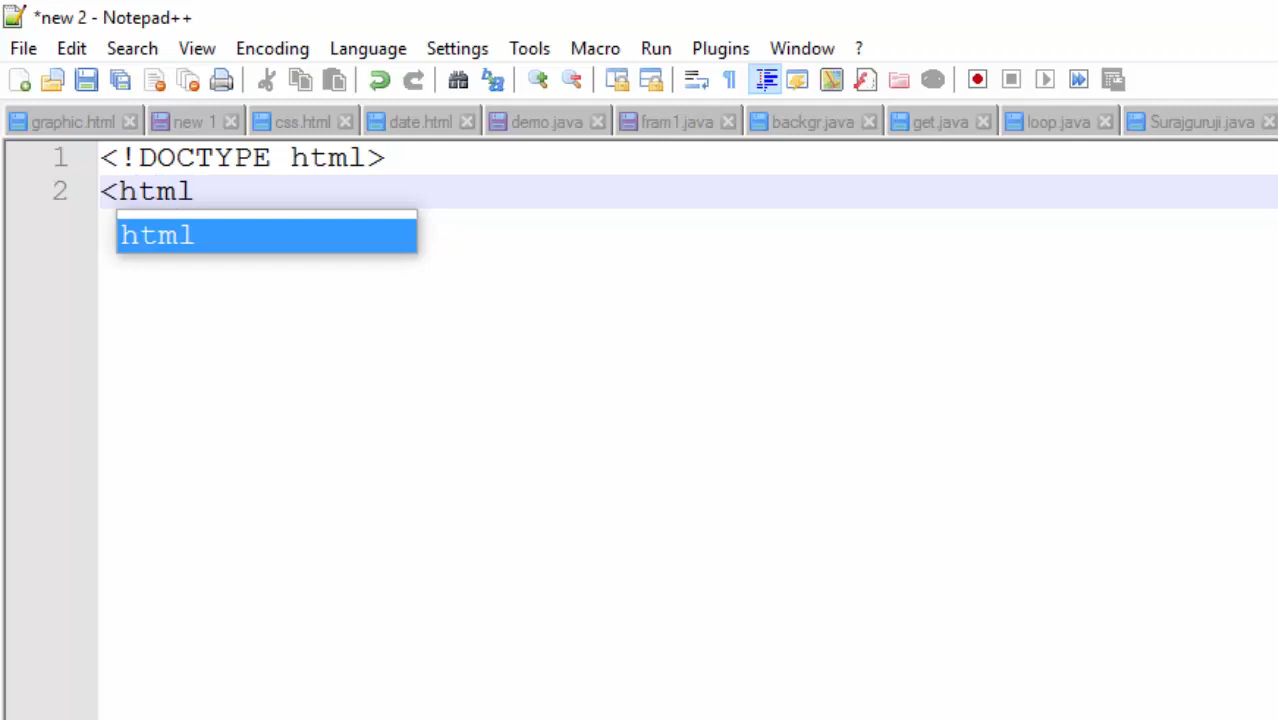 *new 2 - Notepad++
File Edit Search View Encoding Language Settings Tools Macro Run Plugins Window ?
graphic.html new 1 css.html date.html demo.java fram1.java backgr.java get.java loop.java Surajguruji.java
1 <!DOCTYPE html>
2 <html
html